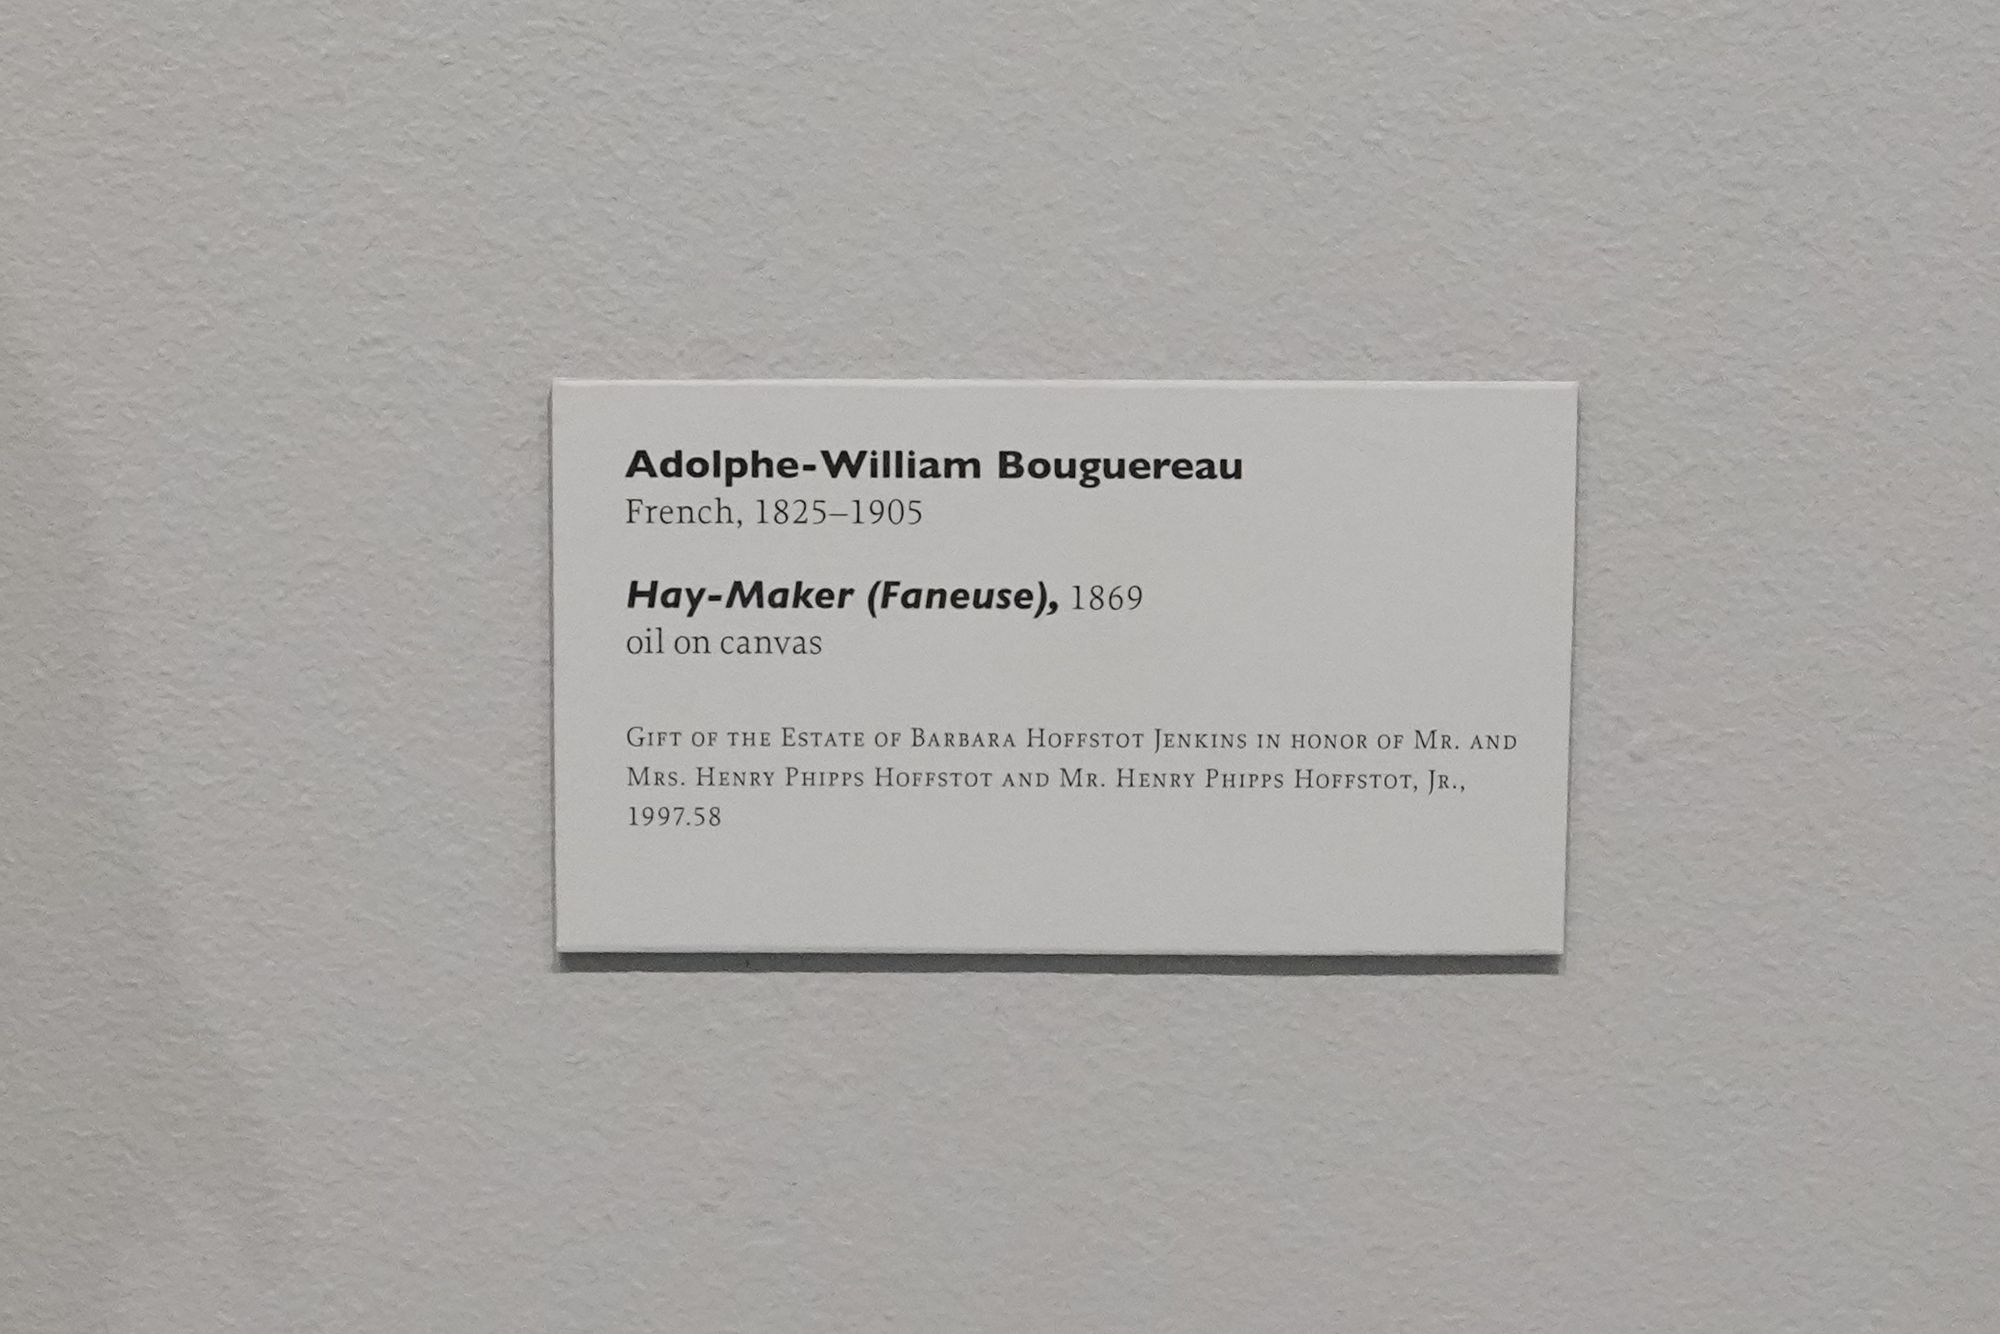 Adolphe-William Bouguereau
French, 1825–1905
Hay-Maker (Faneuse), 1869
oil on canvas
Gift of the Estate of Barbara Hoffstot Jenkins in honor of Mr. and
Mrs. Henry Phipps Hoffstot and Mr. Henry Phipps Hoffstot, Jr.,
1997.58